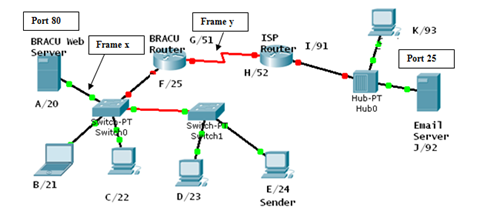 Port 80
BRACU Web
Server
Frame x
BRACU
Router
G/51
Frame y
ISP
Router
I/91
K/93
Port 25
A/20
F/25
H/52
Switch-PT
Switch0
Switch-PT
Switch1
Hub-PT
Hub0
Email
Server
J/92
B/21
C/22
D/23
E/24
Sender